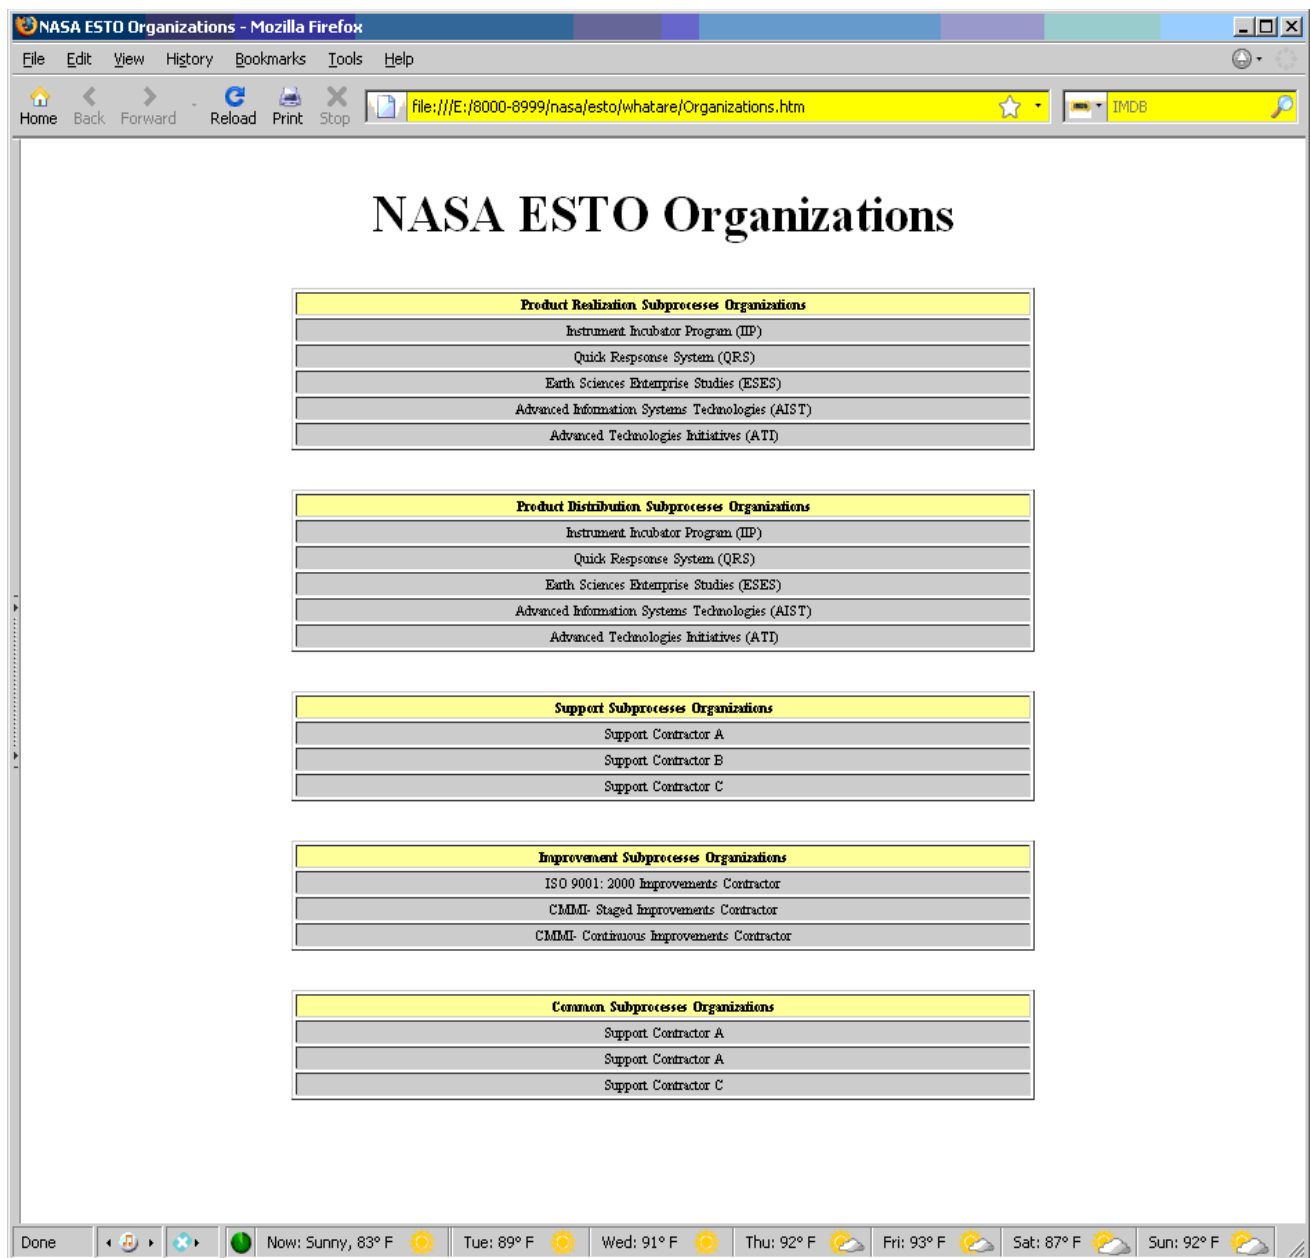 NASA ESTO Organizations - Mozilla Firefox
File Edit View History Bookmarks Tools Help
Home Back Forward Reload Print Stop file:///E:/8000-8999/nasa/esto/whatare/Organizations.htm IMDB
NASA ESTO Organizations
Product Realization Subprocesses Organizations
Instrument Incubator Program (IIP)
Quick Respsonse System (QRS)
Earth Sciences Enterprise Studies (ESES)
Advanced Information Systems Technologies (AIST)
Advanced Technologies Initiatives (ATI)
Product Distribution Subprocesses Organizations
Instrument Incubator Program (IIP)
Quick Respsonse System (QRS)
Earth Sciences Enterprise Studies (ESES)
Advanced Information Systems Technologies (AIST)
Advanced Technologies Initiatives (ATI)
Support Subprocesses Organizations
Support Contractor A
Support Contractor B
Support Contractor C
Improvement Subprocesses Organizations
ISO 9001: 2000 Improvements Contractor
CMMI- Staged Improvements Contractor
CMMI- Continuous Improvements Contractor
Common Subprocesses Organizations
Support Contractor A
Support Contractor A
Support Contractor C
Done Now: Sunny, 83° F Tue: 89° F Wed: 91° F Thu: 92° F Fri: 93° F Sat: 87° F Sun: 92° F